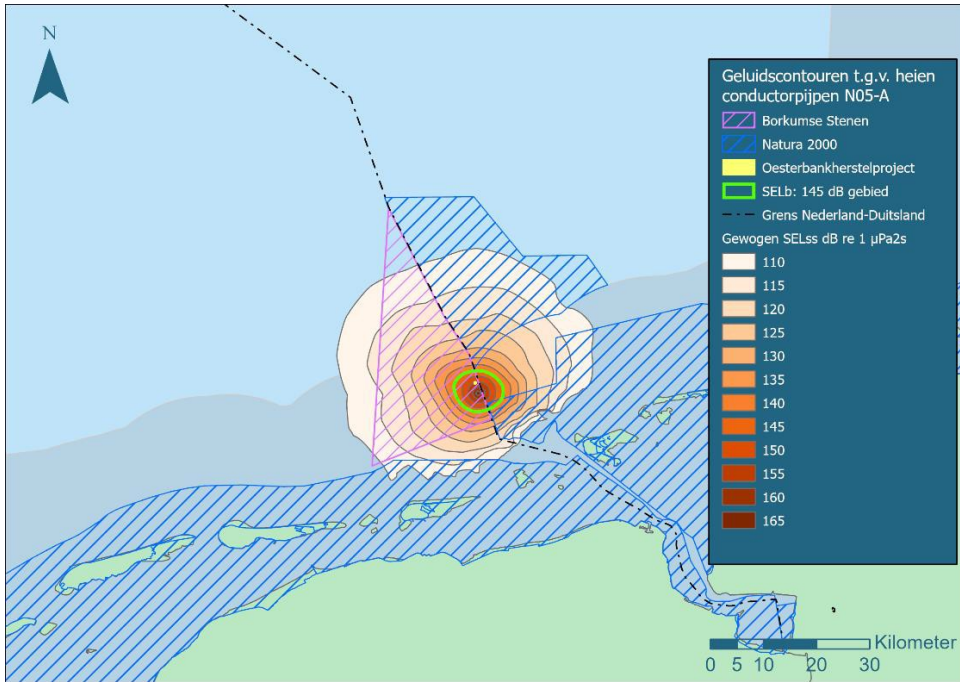 N
Geluidscontouren t.g.v. heien
conductorpijpen N05-A
Borkumse Stenen
Natura 2000
Oesterbankherstelproject
SELb: 145 dB gebied
Grens Nederland-Duitsland
Gewogen SELss dB re 1 µPa2s
110
115
120
125
130
135
140
145
150
155
160
165
Kilometer
0 5 10 20 30